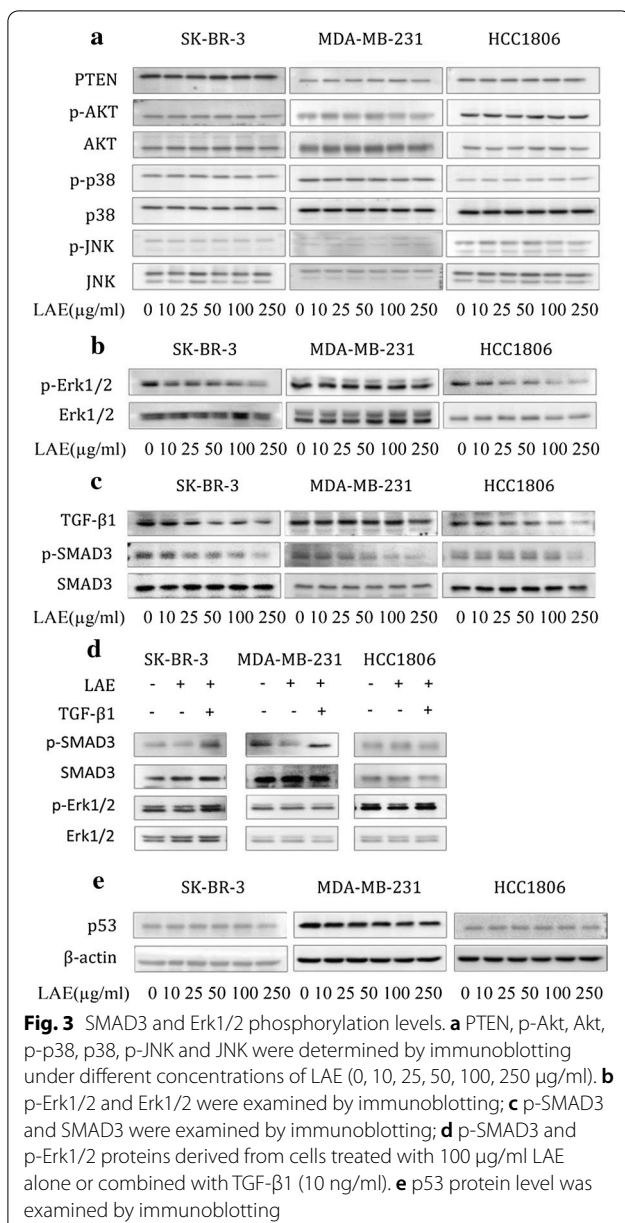 a
SK-BR-3 MDA-MB-231 HCC1806
PTEN
p-AKT
AKT
p-p38
p38
p-JNK
JNK
LAE(μg/ml) 0 10 25 50 100 250 0 10 25 50 100 250 0 10 25 50 100 250
b
SK-BR-3 MDA-MB-231 HCC1806
p-Erk1/2
Erk1/2
LAE(μg/ml) 0 10 25 50 100 250 0 10 25 50 100 250 0 10 25 50 100 250
c
SK-BR-3 MDA-MB-231 HCC1806
TGF-β1
p-SMAD3
SMAD3
LAE(μg/ml) 0 10 25 50 100 250 0 10 25 50 100 250 0 10 25 50 100 250
d
SK-BR-3 MDA-MB-231 HCC1806
LAE - + + - + + - + +
TGF-β1 - - + - - + - - +
p-SMAD3
SMAD3
p-Erk1/2
Erk1/2
e
SK-BR-3 MDA-MB-231 HCC1806
p53
β-actin
LAE(μg/ml) 0 10 25 50 100 250 0 10 25 50 100 250 0 10 25 50 100 250
Fig. 3 SMAD3 and Erk1/2 phosphorylation levels. a PTEN, p-Akt, Akt,
p-p38, p38, p-JNK and JNK were determined by immunoblotting
under different concentrations of LAE (0, 10, 25, 50, 100, 250 μg/ml). b
p-Erk1/2 and Erk1/2 were examined by immunoblotting; c p-SMAD3
and SMAD3 were examined by immunoblotting; d p-SMAD3 and
p-Erk1/2 proteins derived from cells treated with 100 μg/ml LAE
alone or combined with TGF-β1 (10 ng/ml). e p53 protein level was
examined by immunoblotting